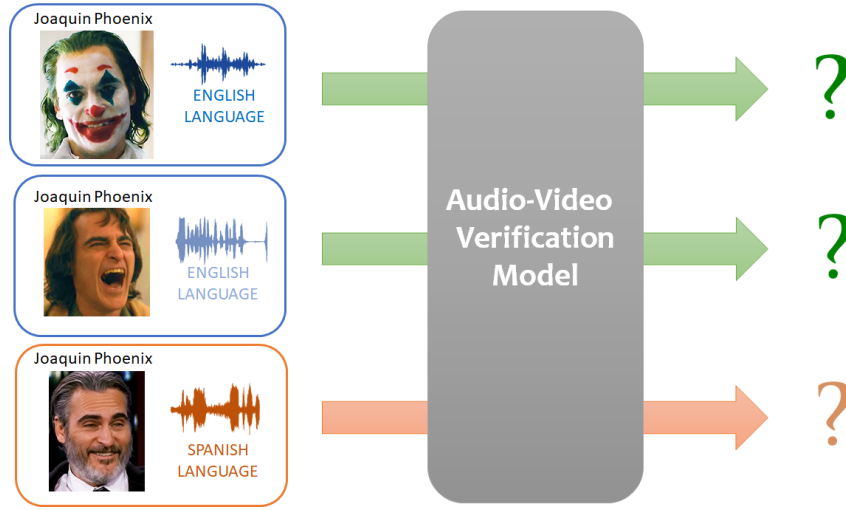 Joaquin Phoenix
ENGLISH
LANGUAGE
?
Joaquin Phoenix
ENGLISH
LANGUAGE
Audio-Video
Verification
Model
?
Joaquin Phoenix
SPANISH
LANGUAGE
?